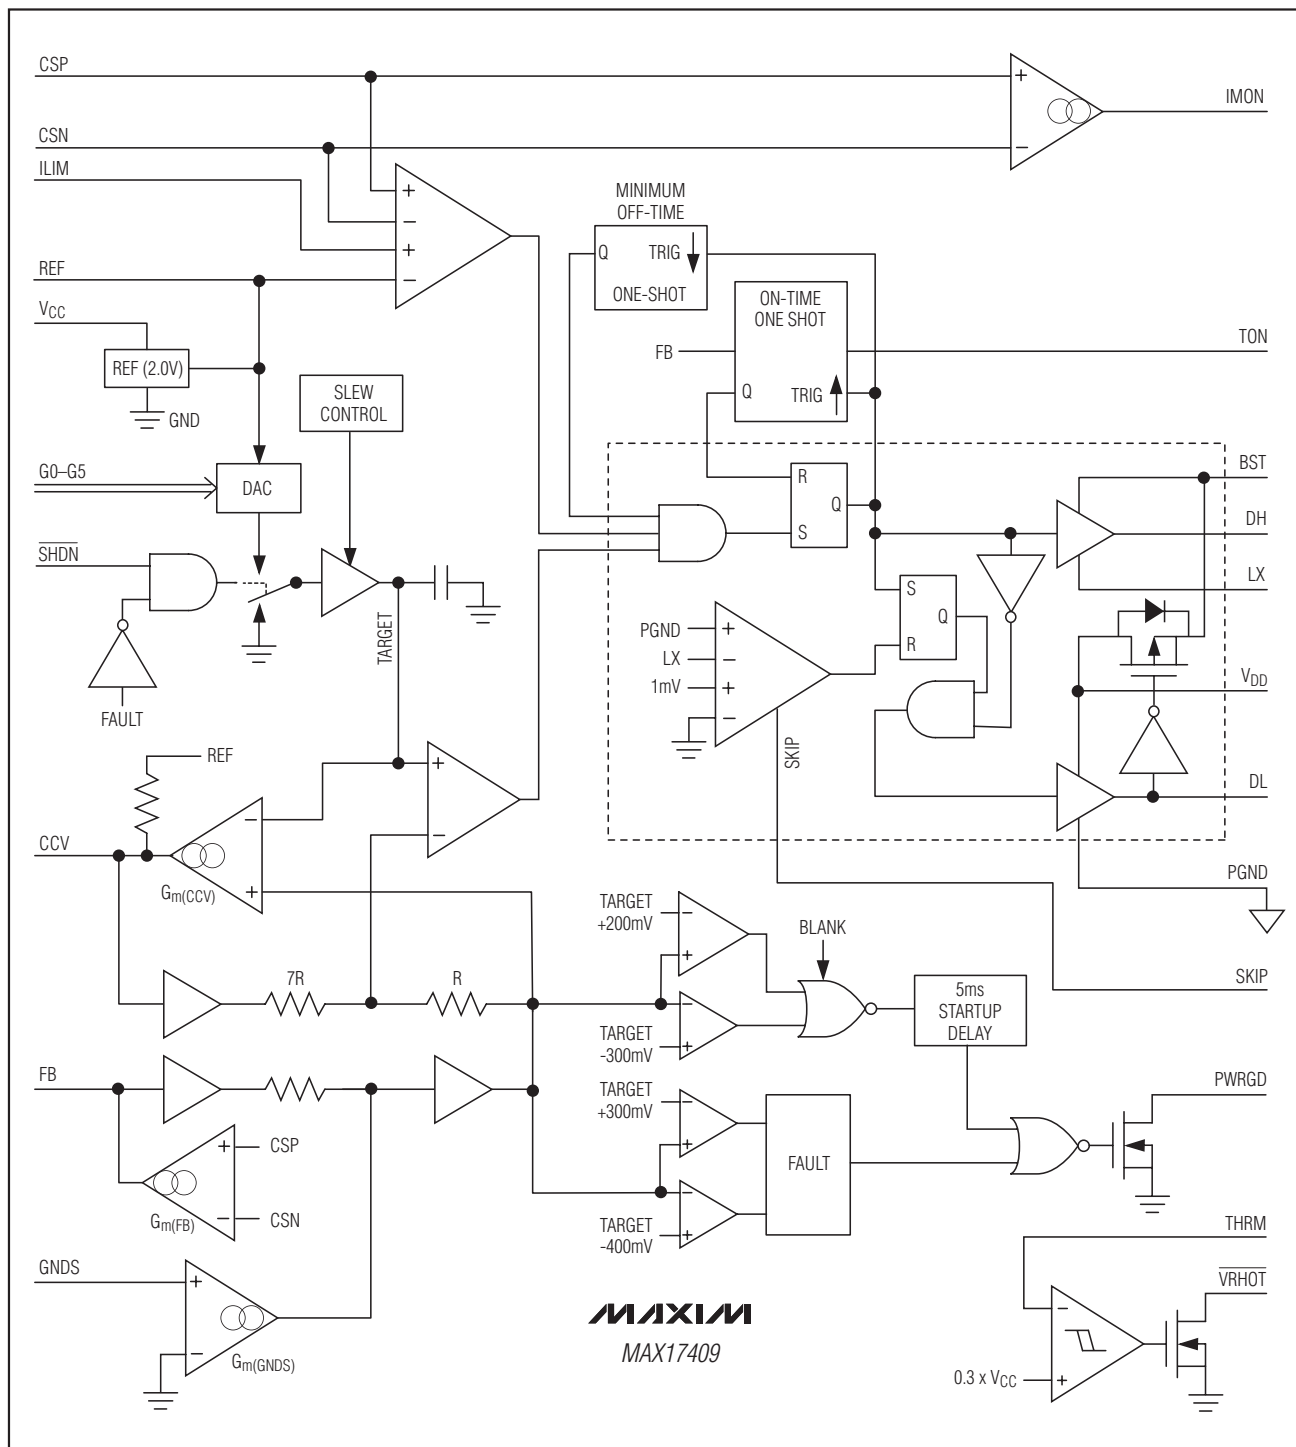 CSP
IMON
CSN
ILIM
MINIMUM
OFF-TIME
Q TRIG
ONE-SHOT
REF
ON-TIME
ONE SHOT
VCC
TON
FB
REF (2.0V)
SLEW
CONTROL
Q TRIG
GND
BST
G0–G5
DAC
R
Q
S
DH
SHDN
LX
S
Q
R
PGND
LX
1mV
TARGET
VDD
FAULT
SKIP
REF
DL
CCV
PGND
Gm(CCV)
TARGET
+200mV
BLANK
7R
R
SKIP
5ms
STARTUP
DELAY
TARGET
-300mV
FB
PWRGD
TARGET
+300mV
CSP
FAULT
CSN
Gm(FB)
TARGET
-400mV
THRM
GNDS
VRHOT
MAXIM
MAX17409
Gm(GNDS)
0.3 x VCC